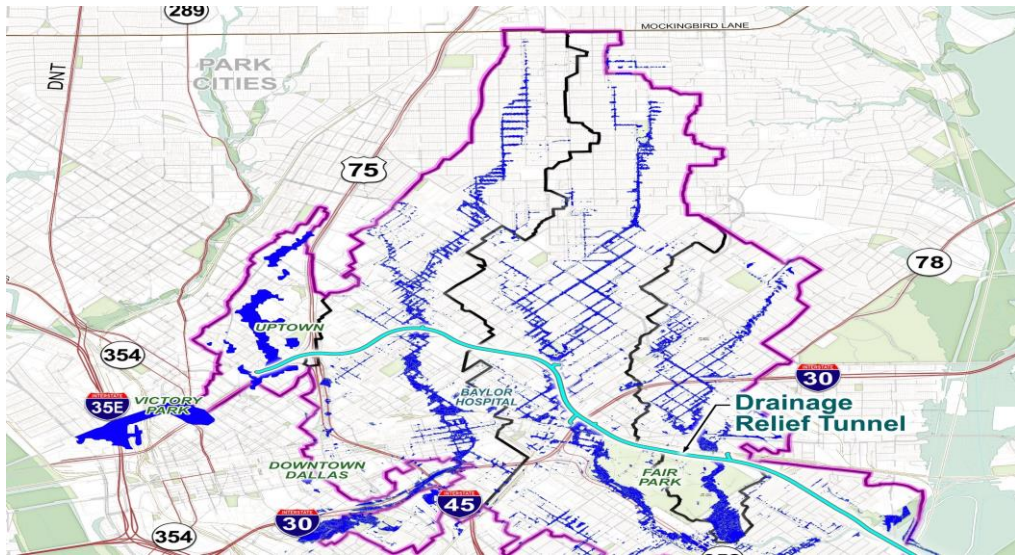 289
MOCKINGBIRD LANE
DNT
PARK
CITIES
75
78
UPTOWN
354
INTERSTATE
30
INTERSTATE
35E
VICTORY
PARK
BAYLOR
HOSPITAL
Drainage
Relief Tunnel
DOWNTOWN
DALLAS
FAIR
PARK
INTERSTATE
45
INTERSTATE
30
354